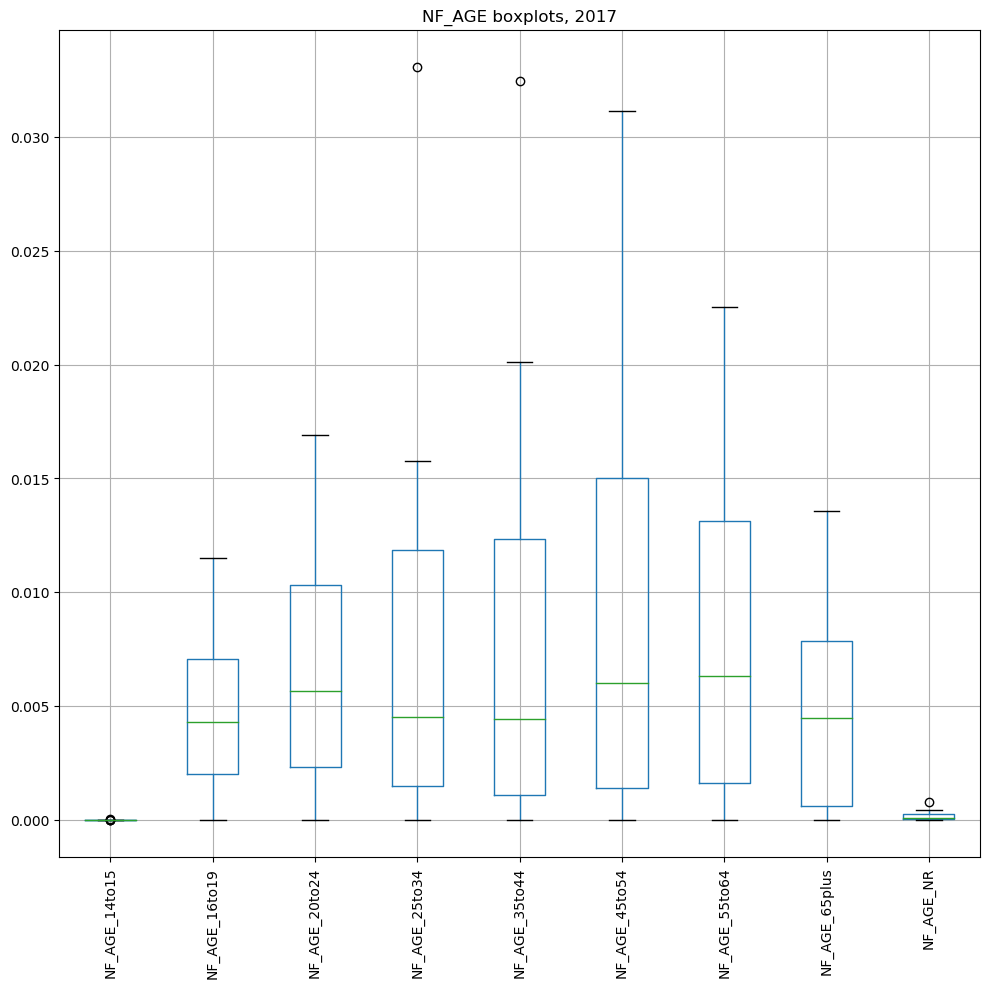 NF_AGE boxplots, 2017
0.030
0.025
0.020
0.015
0.010
0.005
0.000
NF_AGE_14to15
NF_AGE_16to19
NF_AGE_20to24
NF_AGE_25to34
NF_AGE_35to44
NF_AGE_45to54
NF_AGE_55to64
NF_AGE_65plus
NF_AGE_NR